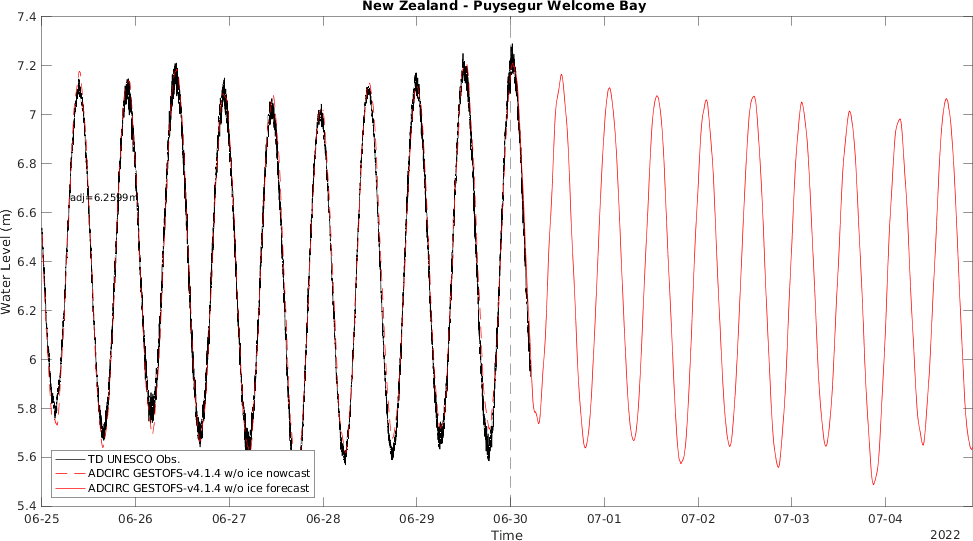 New Zealand - Puysegur Welcome Bay
7.4
7.2
7
6.8
6.6
6.4
6.2
6
5.8
5.6
5.4
Water Level (m)
adj=6.2599m
TD UNESCO Obs.
ADCIRC GESTOFS-v4.1.4 w/o ice nowcast
ADCIRC GESTOFS-v4.1.4 w/o ice forecast
06-25 06-26 06-27 06-28 06-29 06-30 07-01 07-02 07-03 07-04
Time
2022